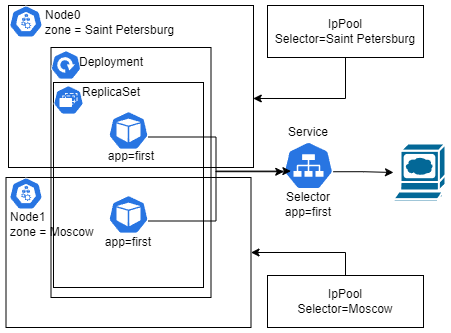 Node0
zone = Saint Petersburg
IpPool
Selector=Saint Petersburg
Deployment
ReplicaSet
app=first
Service
Selector
app=first
Node1
zone = Moscow
app=first
IpPool
Selector=Moscow